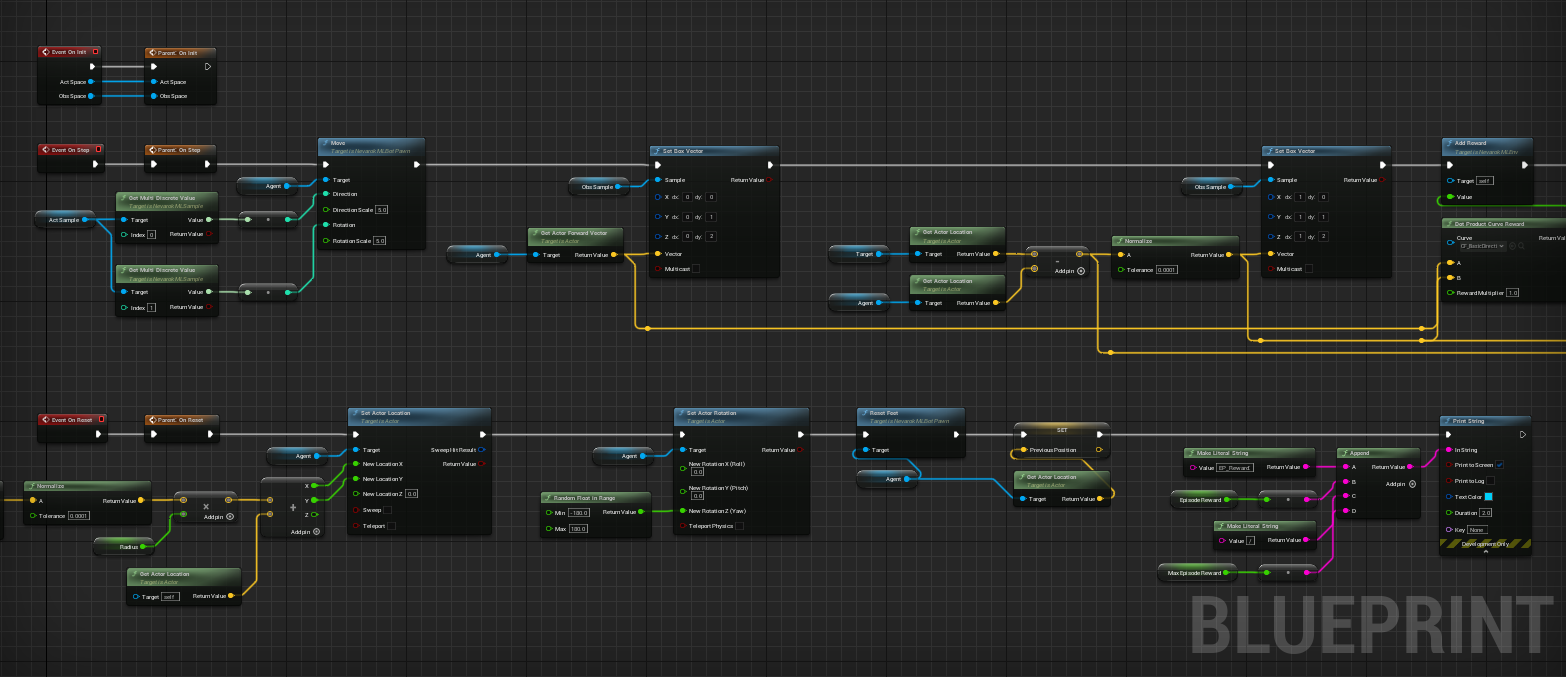 Event On Init
Parent: On Init
Act Space
Act Space
Obs Space
Obs Space
Event On Step
Parent: On Step
Move
Target is Nevarok MLBot Pawn
Agent
Target
Direction
Direction Scale 5.0
Rotation
Rotation Scale 5.0
Act Sample
Get Multi Discrete Value
Target is Nevarok MLSample
Target
Value
Index 0
Return Value
Get Multi Discrete Value
Target is Nevarok MLSample
Target
Value
Index 1
Return Value
Agent
Get Actor Forward Vector
Target is Actor
Target
Return Value
Obs Sample
Set Box Vector
Sample
Return Value
X dx: 0 dy: 0
Y dx: 0 dy: 1
Z dx: 0 dy: 2
Vector
Multicast
Target
Get Actor Location
Target is Actor
Target
Return Value
Agent
Get Actor Location
Target is Actor
Target
Return Value
-
Add pin
Normalize
A
Return Value
Tolerance 0.0001
Obs Sample
Set Box Vector
Sample
Return Value
X dx: 1 dy: 0
Y dx: 1 dy: 1
Z dx: 1 dy: 2
Vector
Multicast
Add Reward
Target is Nevarok MLEnv
Target self
Value
Dot Product Curve Reward
Curve
Return Valu
CF_BasicDirecti
A
B
Reward Multiplier 1.0
Event On Reset
Parent: On Reset
Normalize
A
Return Value
Tolerance 0.0001
Radius
×
Add pin
Get Actor Location
Target is Actor
Target self
Return Value
X
Y
+
Z
Add pin
Agent
Set Actor Location
Target is Actor
Target
Sweep Hit Result
New Location X
Return Value
New Location Y
New Location Z 0.0
Sweep
Teleport
Random Float in Range
Min -180.0
Return Value
Max 180.0
Agent
Set Actor Rotation
Target is Actor
Target
Return Value
New Rotation X (Roll)
0.0
New Rotation Y (Pitch)
0.0
New Rotation Z (Yaw)
Teleport Physics
Reset Foot
Target is Nevarok MLBot Pawn
Target
Agent
SET
Previous Position
Get Actor Location
Target is Actor
Target
Return Value
Make Literal String
Value EP_Reward:
Return Value
Episode Reward
Make Literal String
Value /
Return Value
Max Episode Reward
Append
A
Return Value
B
C
Add pin
D
Print String
In String
Print to Screen
Print to Log
Text Color
Duration 2.0
Key None
Development Only
BLUEPRINT